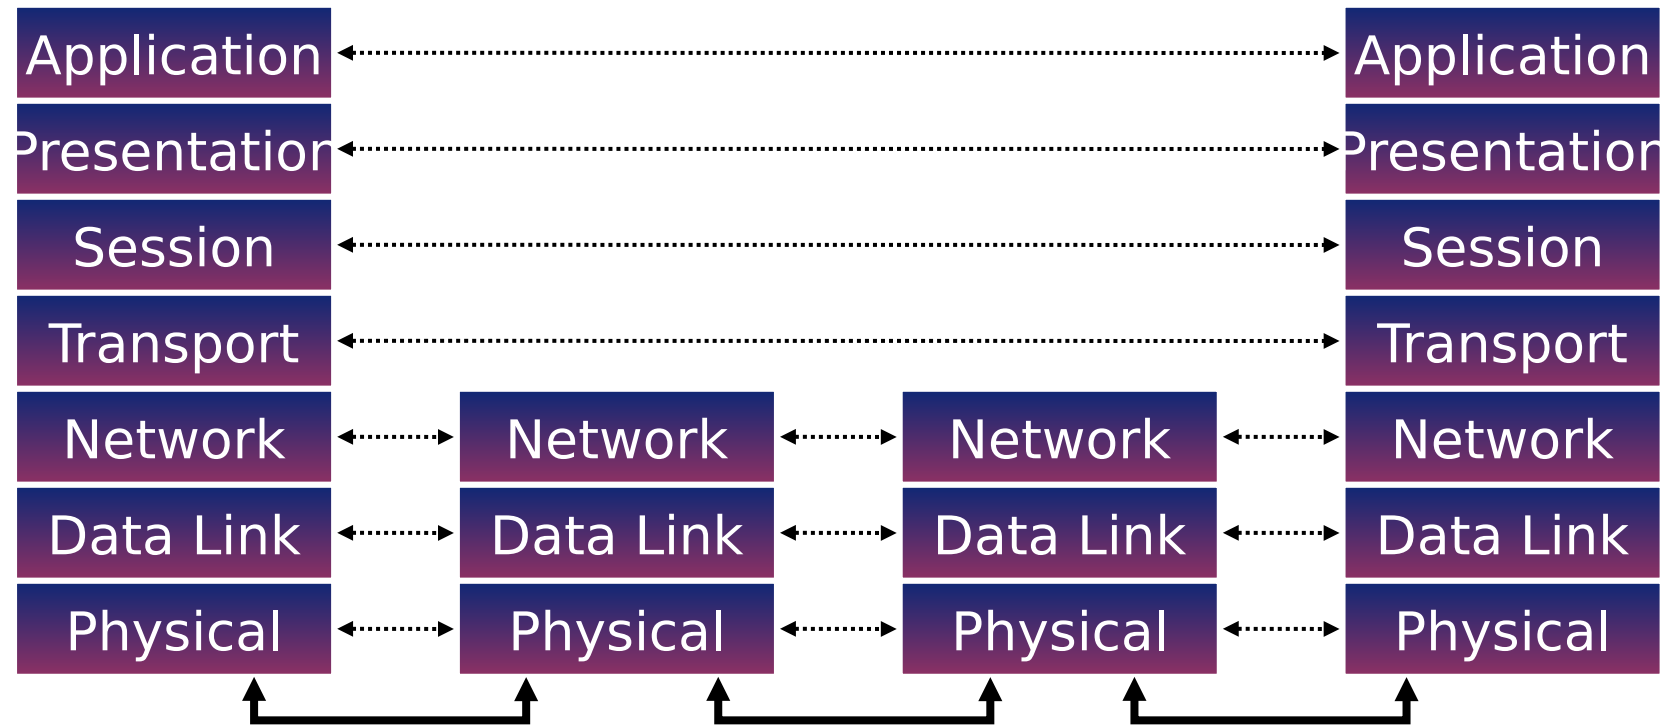 Application
Application
Presentation
Presentation
Session
Session
Transport
Transport
Network
Network
Network
Network
Data Link
Data Link
Data Link
Data Link
Physical
Physical
Physical
Physical